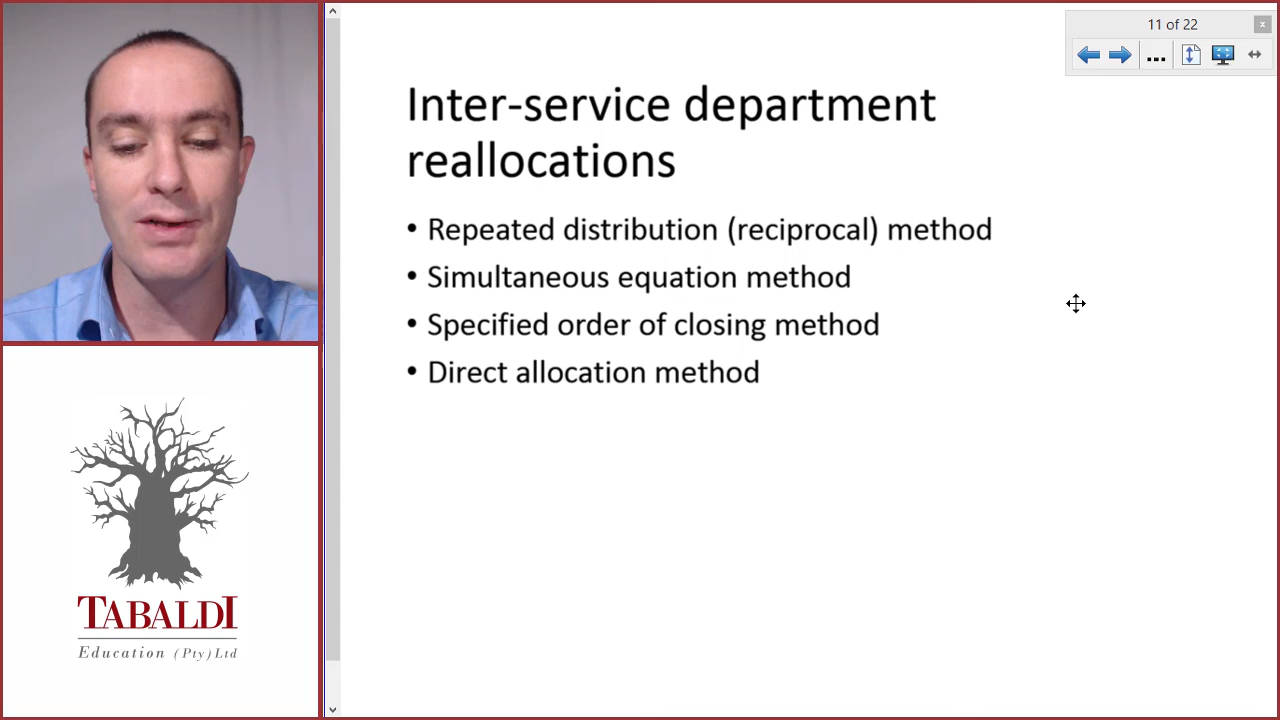 11 of 22
Inter-service department
reallocations
• Repeated distribution (reciprocal) method
• Simultaneous equation method
• Specified order of closing method
• Direct allocation method
TABALDI
Education (Pty) Ltd